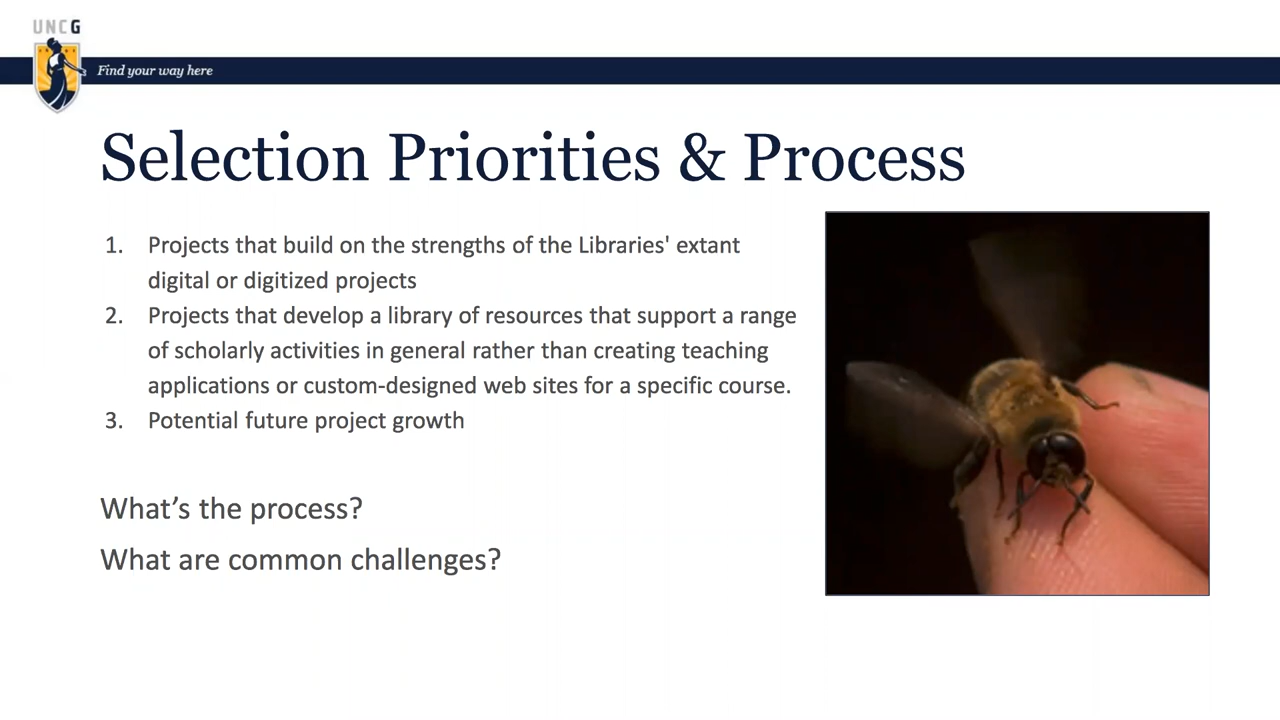 UNCG
Find your way here
Selection Priorities & Process
1. Projects that build on the strengths of the Libraries' extant
digital or digitized projects
2. Projects that develop a library of resources that support a range
of scholarly activities in general rather than creating teaching
applications or custom-designed web sites for a specific course.
3. Potential future project growth
What’s the process?
What are common challenges?